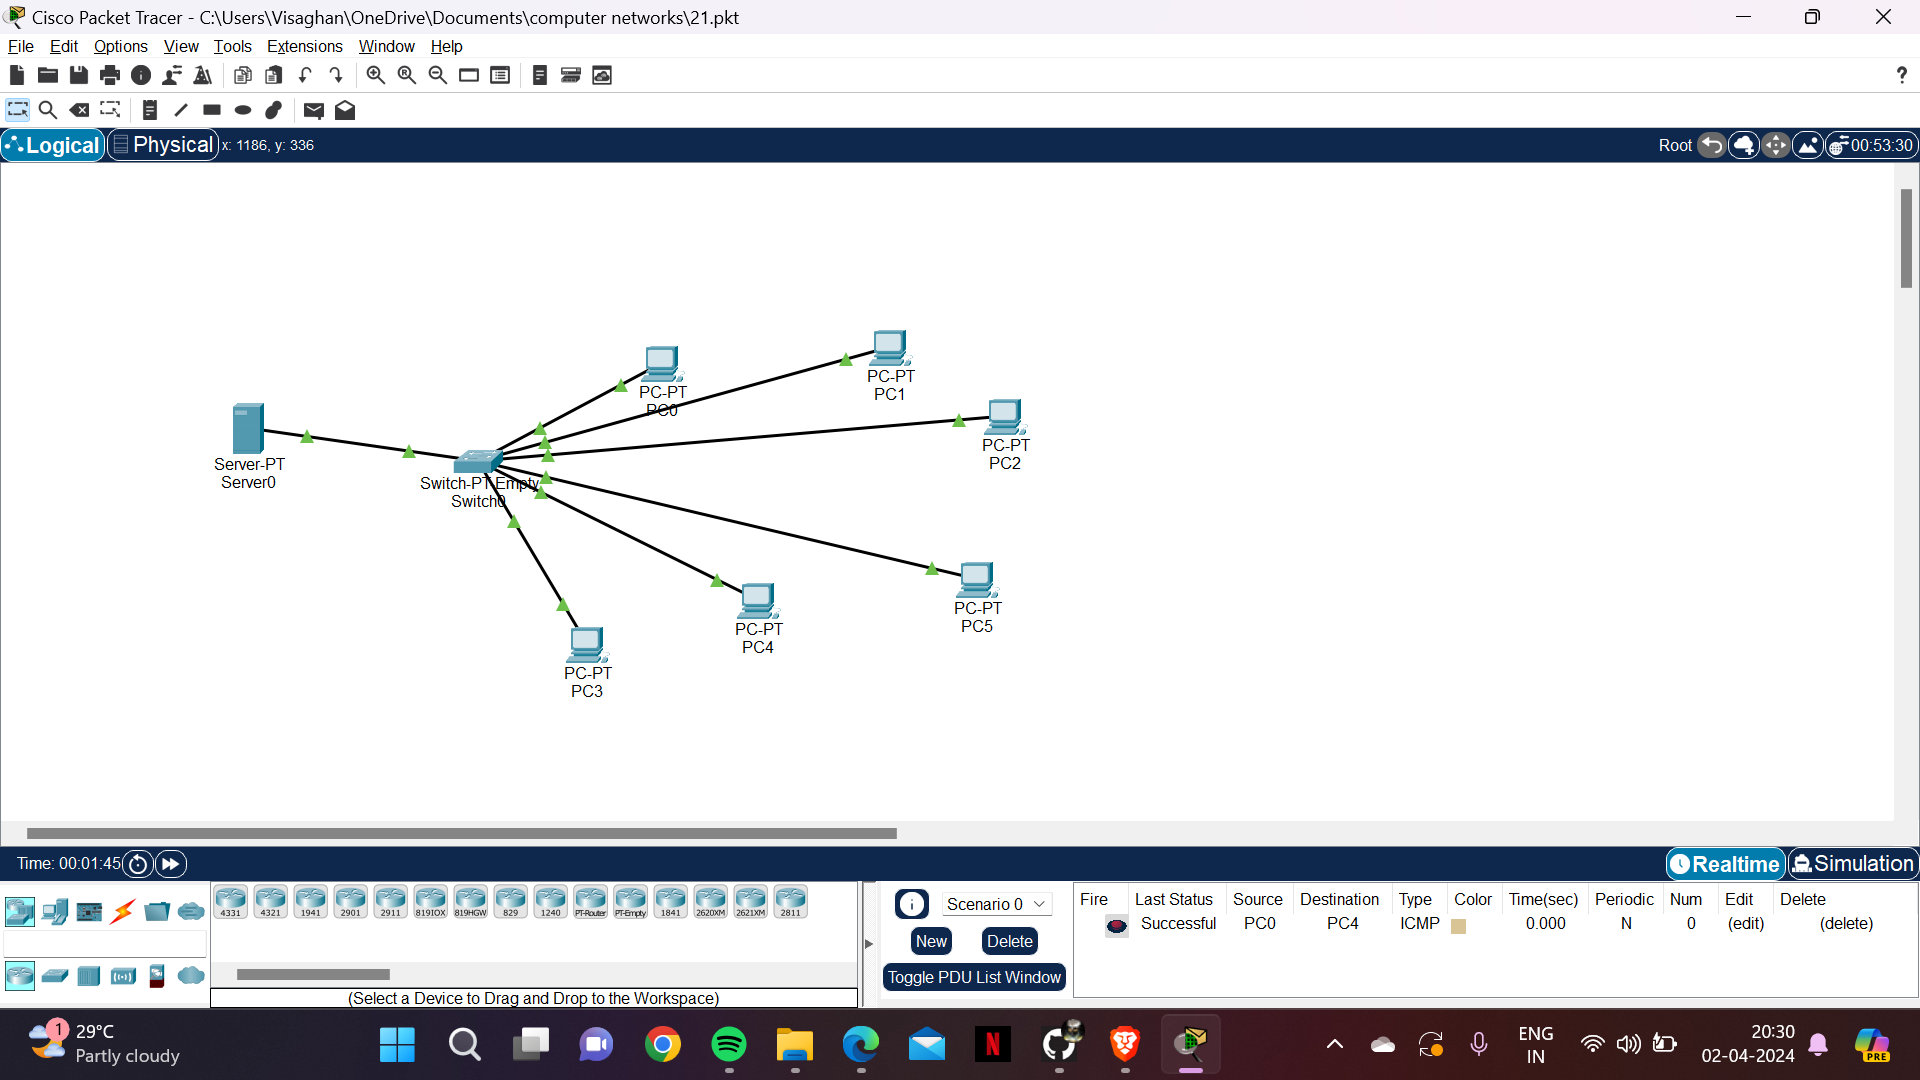 Cisco Packet Tracer - C:\Users\Visaghan\OneDrive\Documents\computer networks\21.pkt
File Edit Options View Tools Extensions Window Help
?
Logical Physical x: 1186, y: 336 Root 00:53:30
PC-PT
PC0
PC-PT
PC1
PC-PT
PC2
Server-PT
Server0
Switch-PT-Empty
Switch0
PC-PT
PC5
PC-PT
PC4
PC-PT
PC3
Time: 00:01:45 Realtime Simulation
4331 4321 1941 2901 2911 819IOX 819HGW 829 1240 PT-Router PT-Empty 1841 2620XM 2621XM 2811
(Select a Device to Drag and Drop to the Workspace)
Scenario 0
New Delete
Toggle PDU List Window
Fire Last Status Source Destination Type Color Time(sec) Periodic Num Edit Delete
Successful PC0 PC4 ICMP 0.000 N 0 (edit) (delete)
1 29°C
Partly cloudy
N
ENG
IN
20:30
02-04-2024
PRE